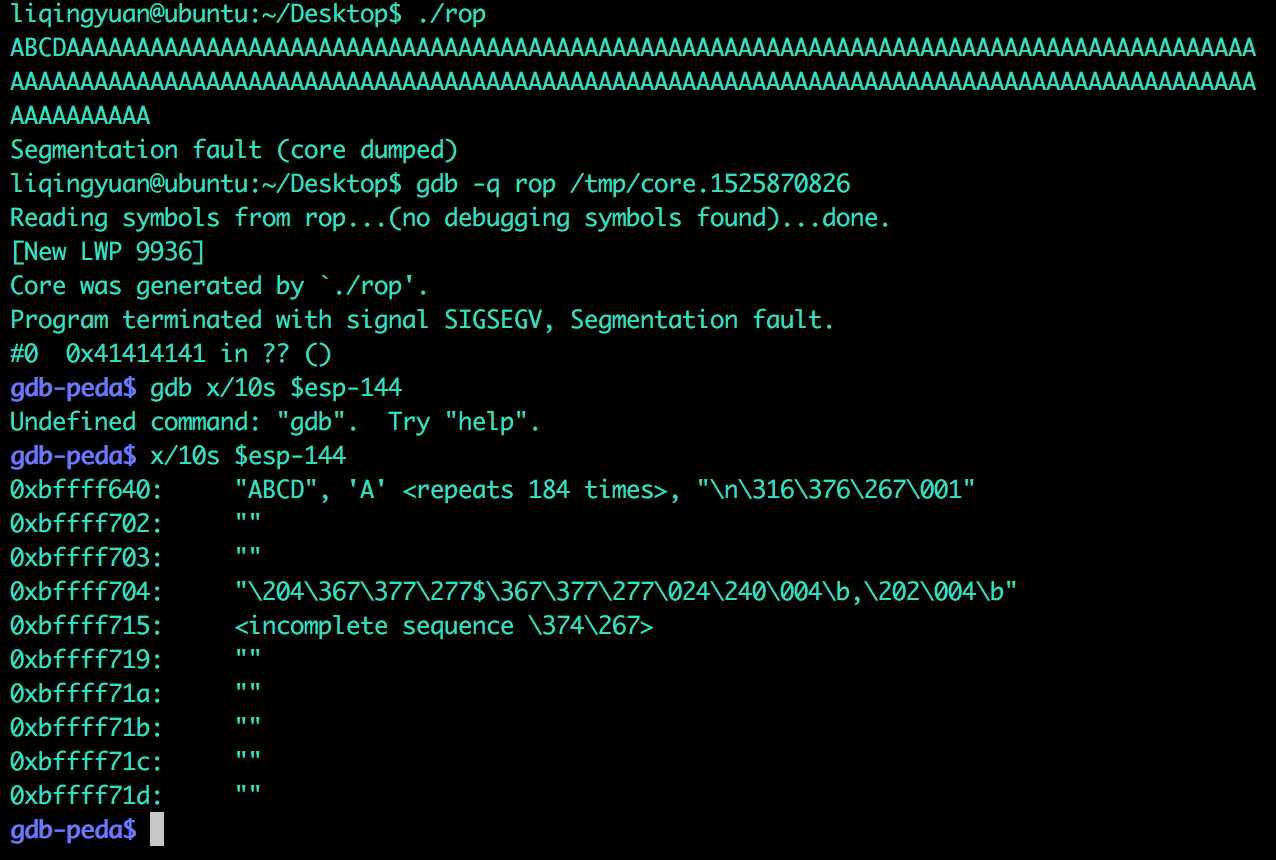 liqingyuan@ubuntu:~/Desktop$ ./rop
ABCDAAAAAAAAAAAAAAAAAAAAAAAAAAAAAAAAAAAAAAAAAAAAAAAAAAAAAAAAAAAAAAAAAAAAAAAAAAAAAAAAAAAAA
AAAAAAAAAAAAAAAAAAAAAAAAAAAAAAAAAAAAAAAAAAAAAAAAAAAAAAAAAAAAAAAAAAAAAAAAAAAAAAAAAAAAAAAAA
AAAAAAAAAA
Segmentation fault (core dumped)
liqingyuan@ubuntu:~/Desktop$ gdb -q rop /tmp/core.1525870826
Reading symbols from rop...(no debugging symbols found)...done.
[New LWP 9936]
Core was generated by `./rop'.
Program terminated with signal SIGSEGV, Segmentation fault.
#0  0x41414141 in ?? ()
gdb-peda$ gdb x/10s $esp-144
Undefined command: "gdb".  Try "help".
gdb-peda$ x/10s $esp-144
0xbffff640:     "ABCD", 'A' <repeats 184 times>, "\n\316\376\267\001"
0xbffff702:     ""
0xbffff703:     ""
0xbffff704:     "\204\367\377\277$\367\377\277\024\240\004\b,\202\004\b"
0xbffff715:     <incomplete sequence \374\267>
0xbffff719:     ""
0xbffff71a:     ""
0xbffff71b:     ""
0xbffff71c:     ""
0xbffff71d:     ""
gdb-peda$